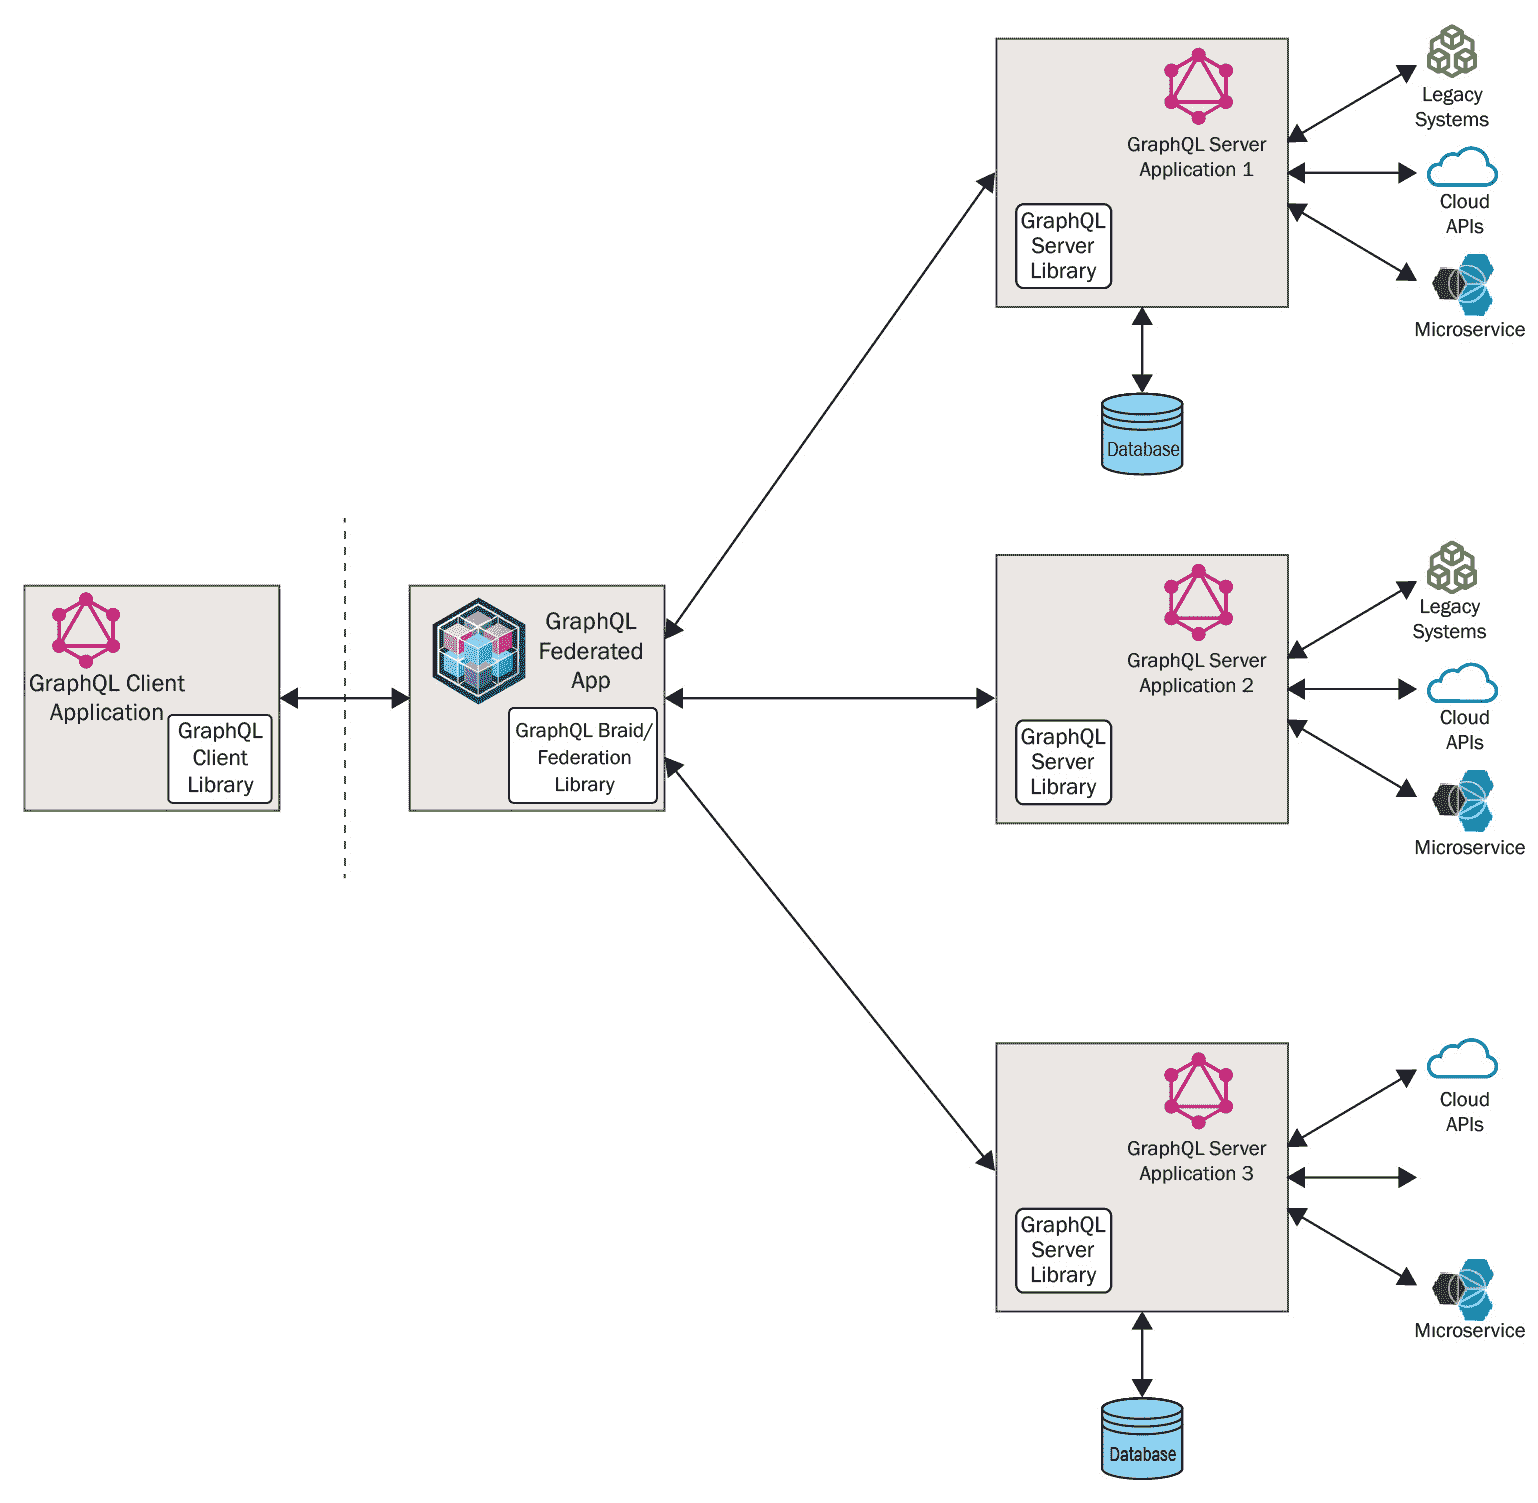 GraphQL Client
Application
GraphQL
Client
Library
GraphQL
Federated
App
GraphQL Braid/
Federation
Library
GraphQL Server
Application 1
GraphQL
Server
Library
Database
Legacy
Systems
Cloud
APIs
Microservice
GraphQL Server
Application 2
GraphQL
Server
Library
Legacy
Systems
Cloud
APIs
Microservice
GraphQL Server
Application 3
GraphQL
Server
Library
Database
Cloud
APIs
Microservice